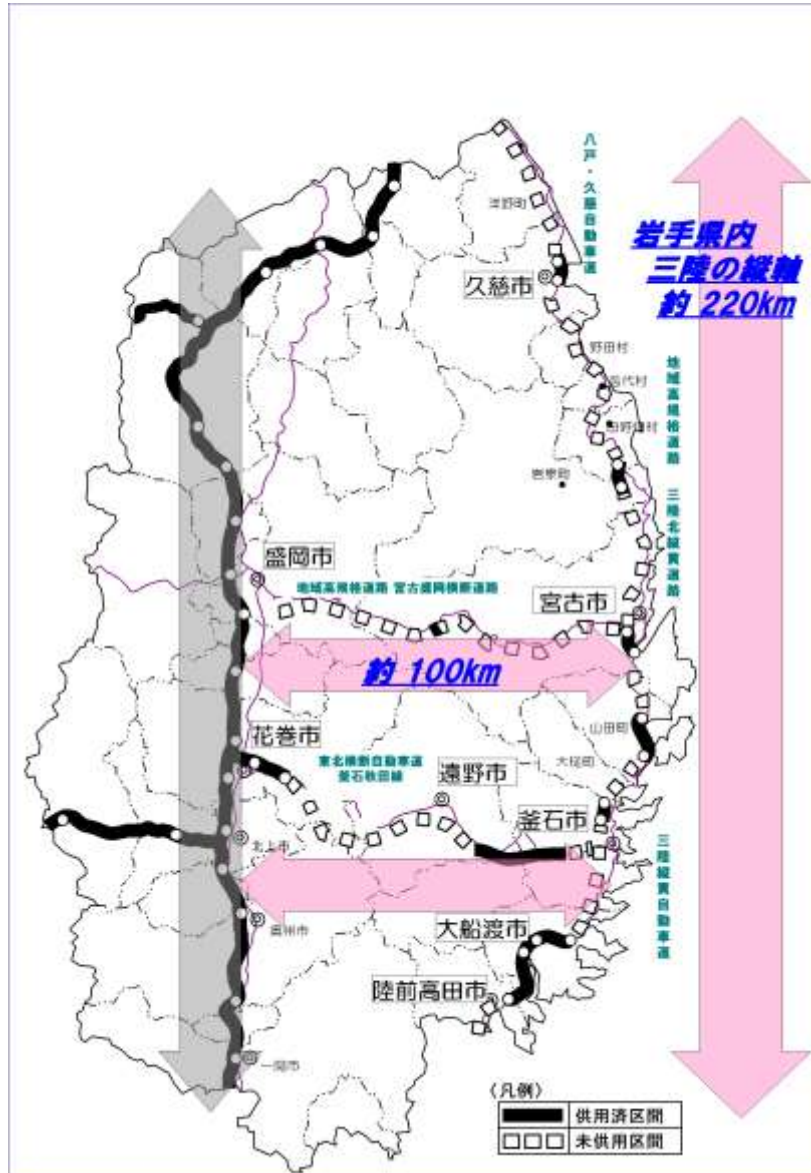 八戸・久慈自動車道
洋野町
岩手県内
三陸の縦軸
約 220km
久慈市
野田村
地域高規格道路
三陸北縦貫道路
岩泉町
盛岡市
地域高規格道路 宮古盛岡横断道路
宮古市
約 100km
山田町
花巻市
東北横断自動車道
釜石秋田線
大槌町
遠野市
釜石市
北上市
三陸縦貫自動車道
大船渡市
奥州市
陸前高田市
一関市
〈凡例〉
供用済区間
未供用区間